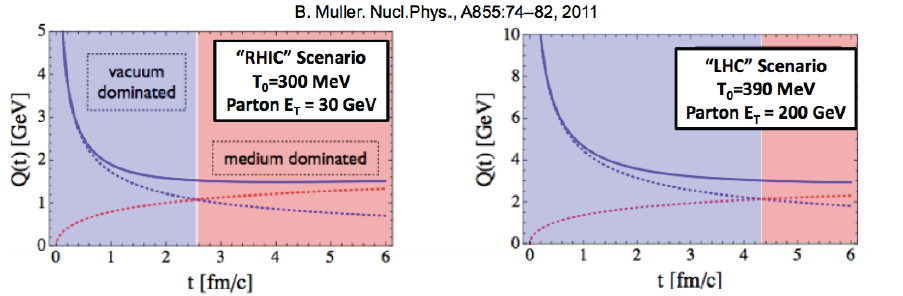 B. Muller. Nucl.Phys., A855:74–82, 2011
5
4
3
2
1
0
Q(t) [GeV]
vacuum
dominated
"RHIC" Scenario
T₀=300 MeV
Parton E_T = 30 GeV
medium dominated
0 1 2 3 4 5 6
t [fm/c]
10
8
6
4
2
0
Q(t) [GeV]
"LHC" Scenario
T₀=390 MeV
Parton E_T = 200 GeV
0 1 2 3 4 5 6
t [fm/c]